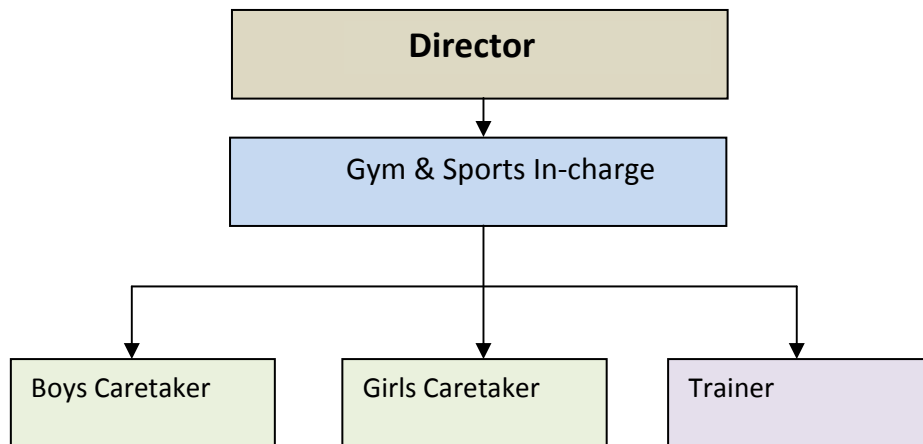 Director
Gym & Sports In-charge
Boys Caretaker
Girls Caretaker
Trainer